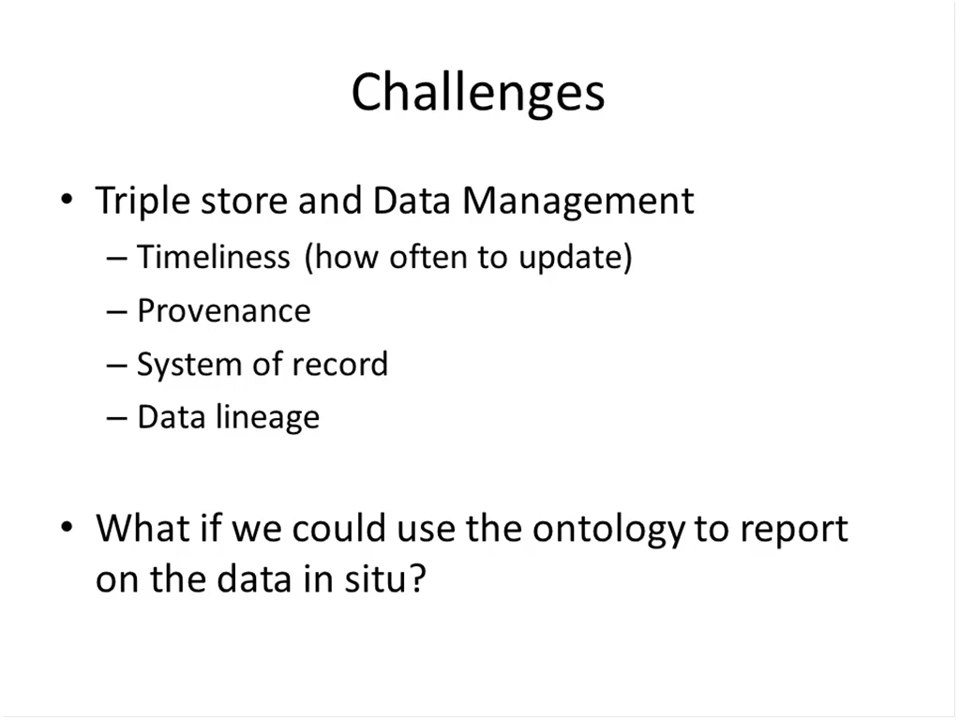 Challenges
• Triple store and Data Management
– Timeliness (how often to update)
– Provenance
– System of record
– Data lineage
• What if we could use the ontology to report
on the data in situ?